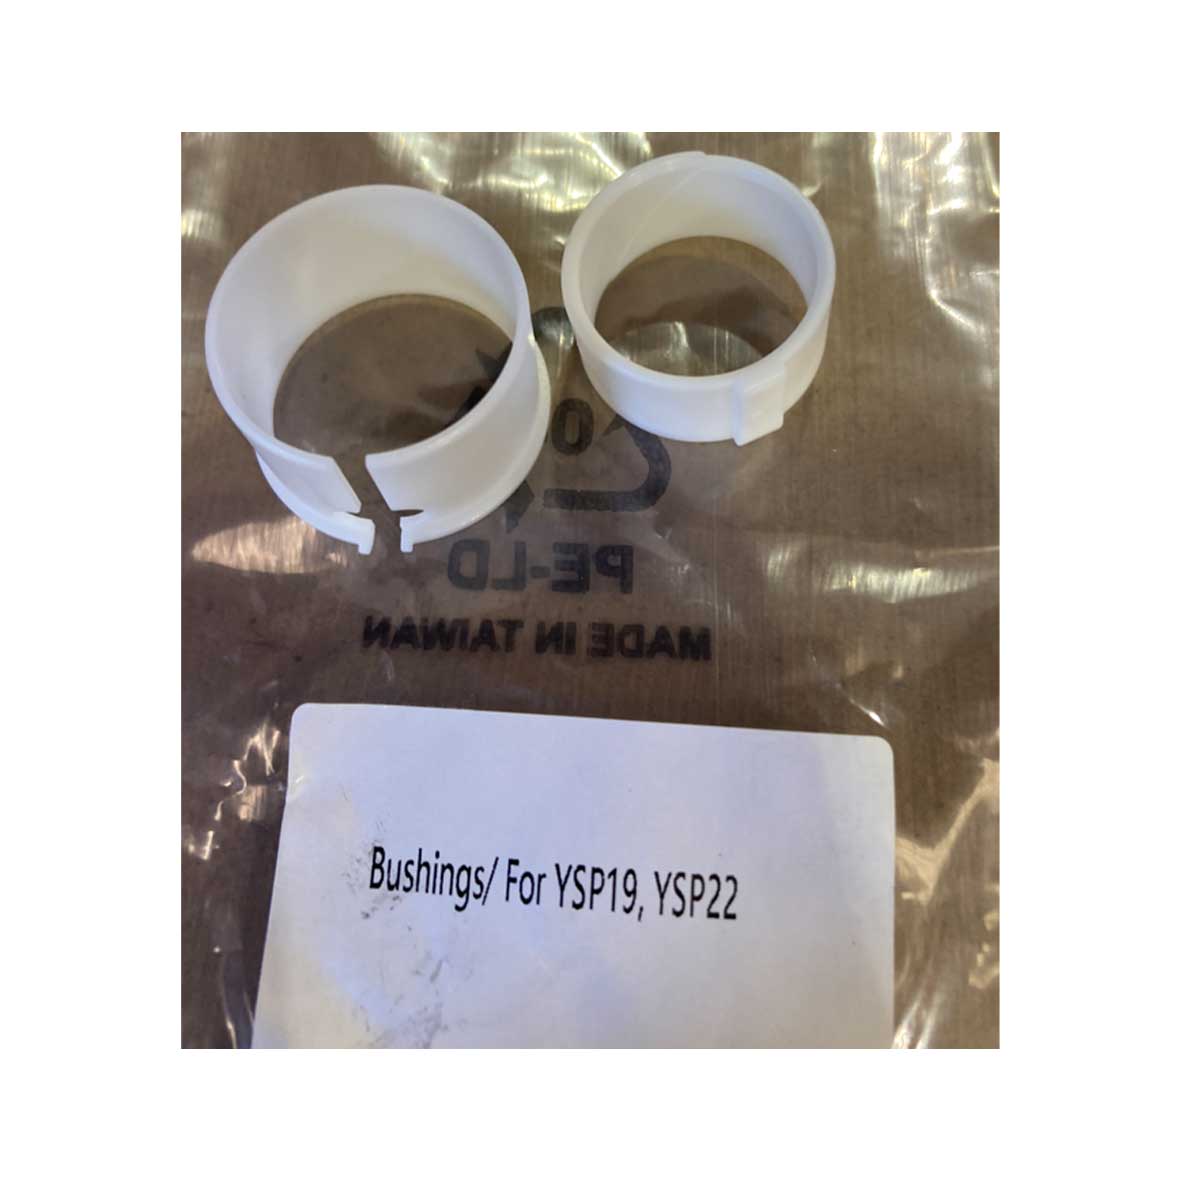 PE-LD
MADE IN TAIWAN
Bushings/ For YSP19, YSP22